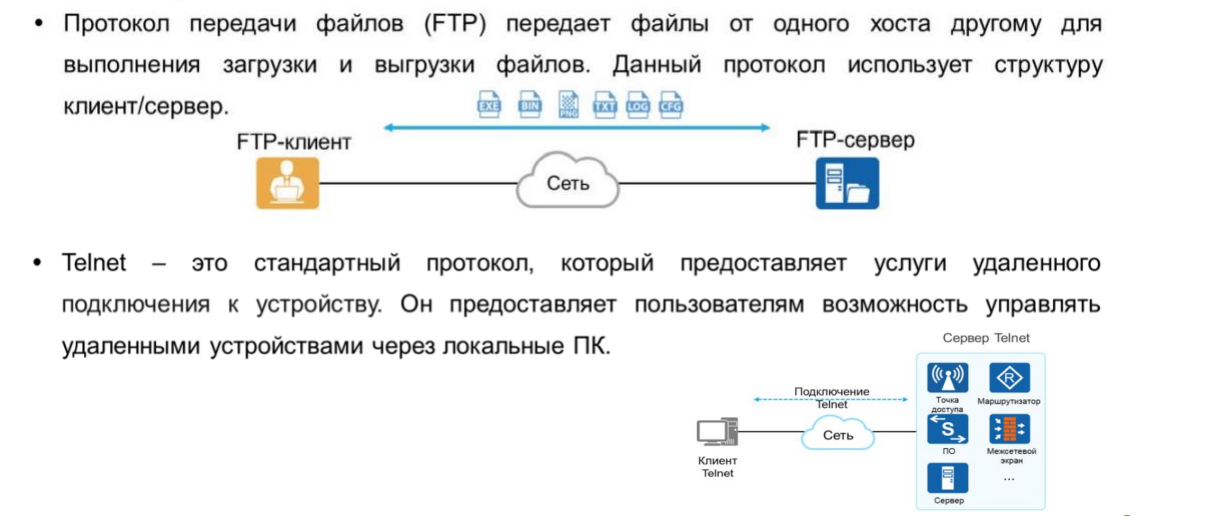 • Протокол передачи файлов (FTP) передает файлы от одного хоста другому для
выполнения загрузки и выгрузки файлов. Данный протокол использует структуру
клиент/сервер.
EXE BIN PNG TXT LOG CFG
FTP-клиент
FTP-сервер
Сеть
• Telnet – это стандартный протокол, который предоставляет услуги удаленного
подключения к устройству. Он предоставляет пользователям возможность управлять
удаленными устройствами через локальные ПК.
Сервер Telnet
Подключение
Telnet
Сеть
Клиент
Telnet
Точка
доступа
R
Маршрутизатор
S
ПО
Межсетевой
экран
Сервер
...